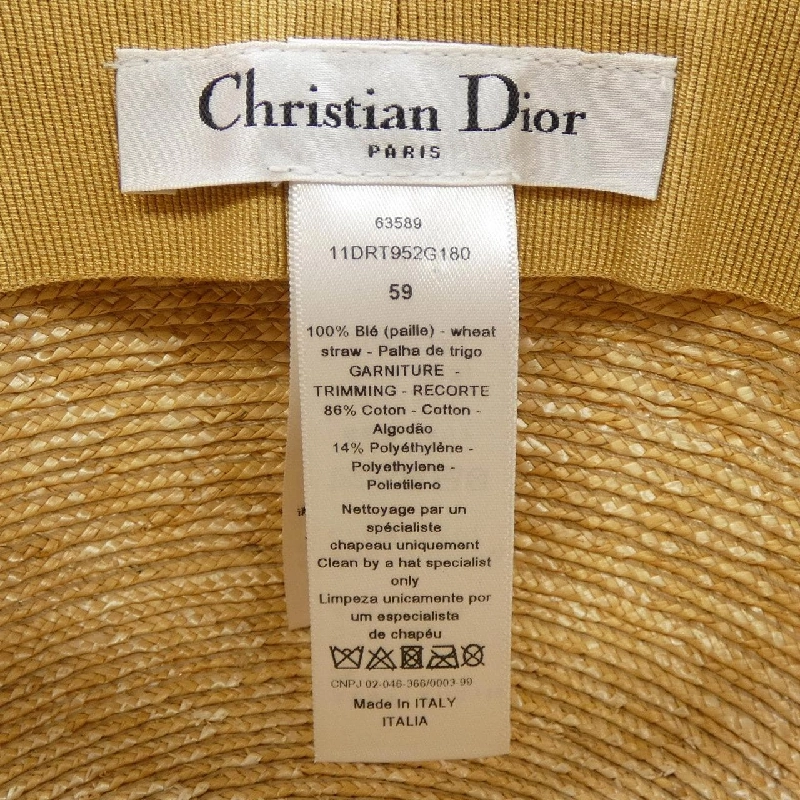 Christian Dior
PARIS
63589
11DRT952G180
59
100% Blé (paille) - wheat
straw - Palha de trigo
GARNITURE -
TRIMMING - RECORTE
86% Coton - Cotton -
Algodão
14% Polyéthylène -
Polyethylene -
Polietileno
Nettoyage par un
spécialiste
chapeau uniquement
Clean by a hat specialist
only
Limpeza unicamente por
um especialista
de chapéu
CNPJ 02-046-366/0003-99
Made In ITALY
ITALIA